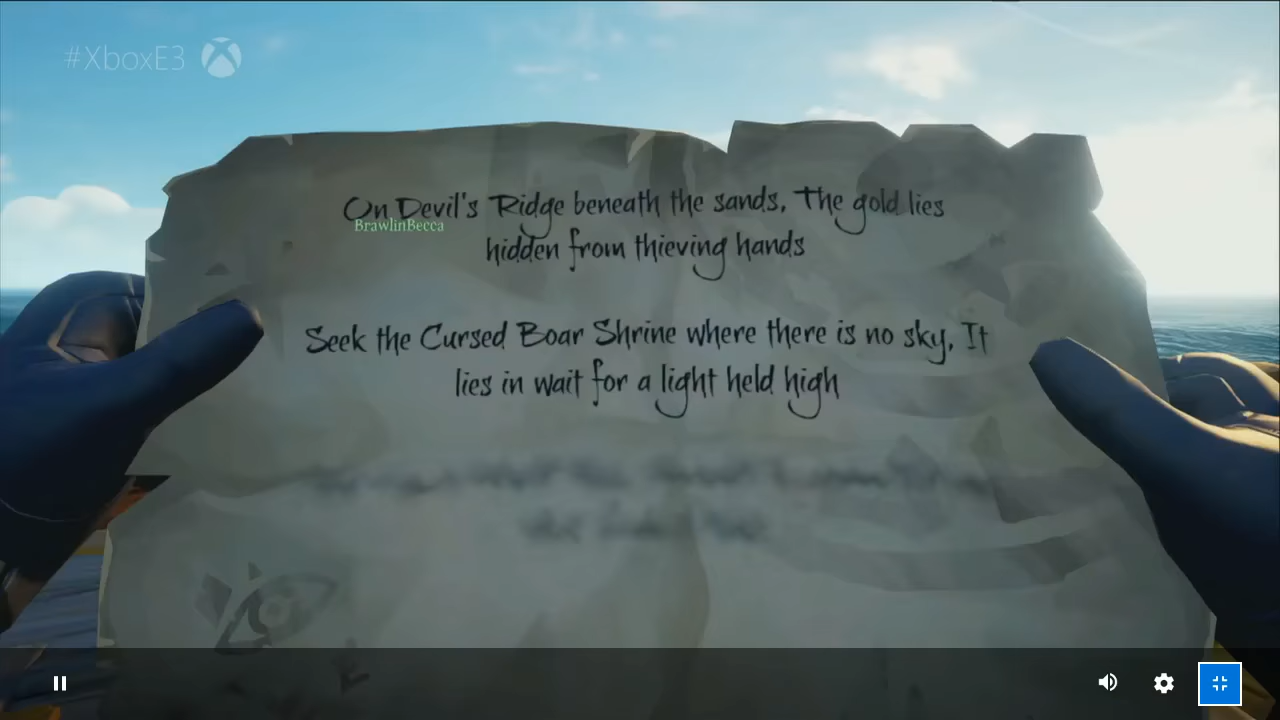 #XboxE3
On Devil's Ridge beneath the sands, The gold lies
BrawlinBecca
hidden from thieving hands
Seek the Cursed Boar Shrine where there is no sky, It
lies in wait for a light held high